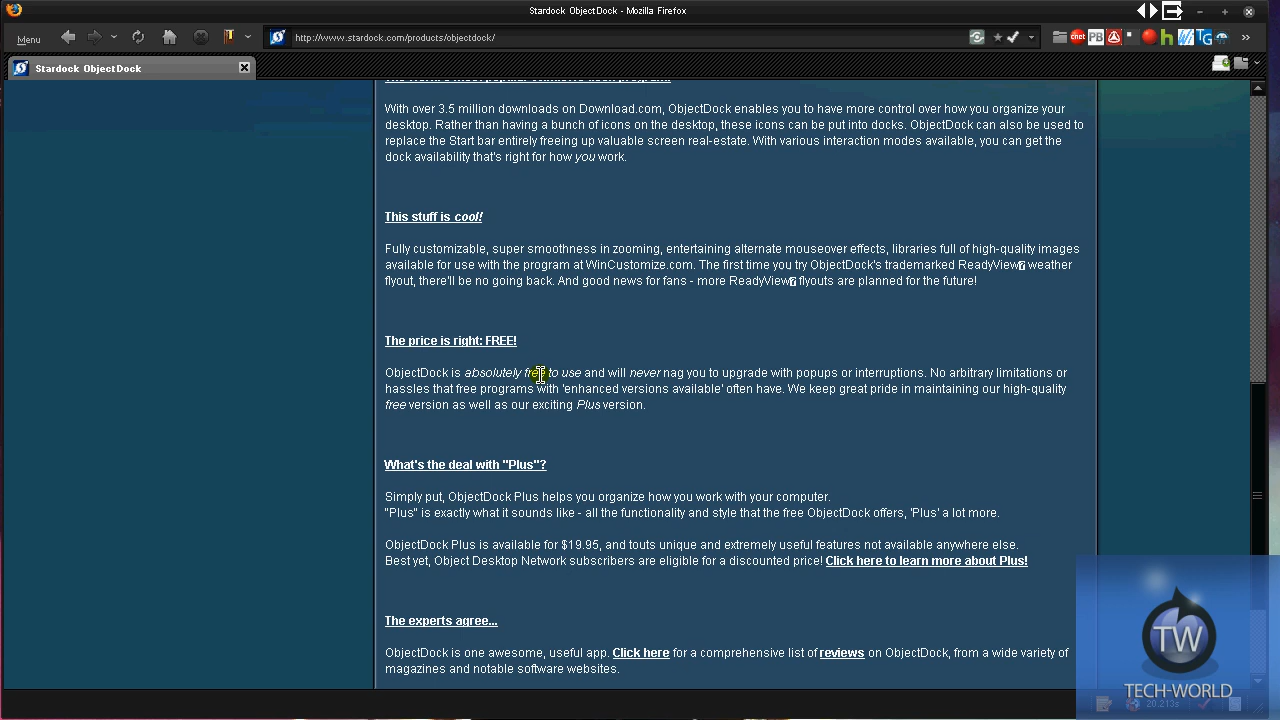 Stardock ObjectDock - Mozilla Firefox
Menu
http://www.stardock.com/products/objectdock/
cnet PB h TG
Stardock ObjectDock
With over 3.5 million downloads on Download.com, ObjectDock enables you to have more control over how you organize your
desktop. Rather than having a bunch of icons on the desktop, these icons can be put into docks. ObjectDock can also be used to
replace the Start bar entirely freeing up valuable screen real-estate. With various interaction modes available, you can get the
dock availability that's right for how you work.
This stuff is cool!
Fully customizable, super smoothness in zooming, entertaining alternate mouseover effects, libraries full of high-quality images
available for use with the program at WinCustomize.com. The first time you try ObjectDock's trademarked ReadyView� weather
flyout, there'll be no going back. And good news for fans - more ReadyView� flyouts are planned for the future!
The price is right: FREE!
ObjectDock is absolutely free to use and will never nag you to upgrade with popups or interruptions. No arbitrary limitations or
hassles that free programs with 'enhanced versions available' often have. We keep great pride in maintaining our high-quality
free version as well as our exciting Plus version.
What's the deal with "Plus"?
Simply put, ObjectDock Plus helps you organize how you work with your computer.
"Plus" is exactly what it sounds like - all the functionality and style that the free ObjectDock offers, 'Plus' a lot more.
ObjectDock Plus is available for $19.95, and touts unique and extremely useful features not available anywhere else.
Best yet, Object Desktop Network subscribers are eligible for a discounted price! Click here to learn more about Plus!
The experts agree...
ObjectDock is one awesome, useful app. Click here for a comprehensive list of reviews on ObjectDock, from a wide variety of
magazines and notable software websites.
TW
TECH-WORLD
20.213s